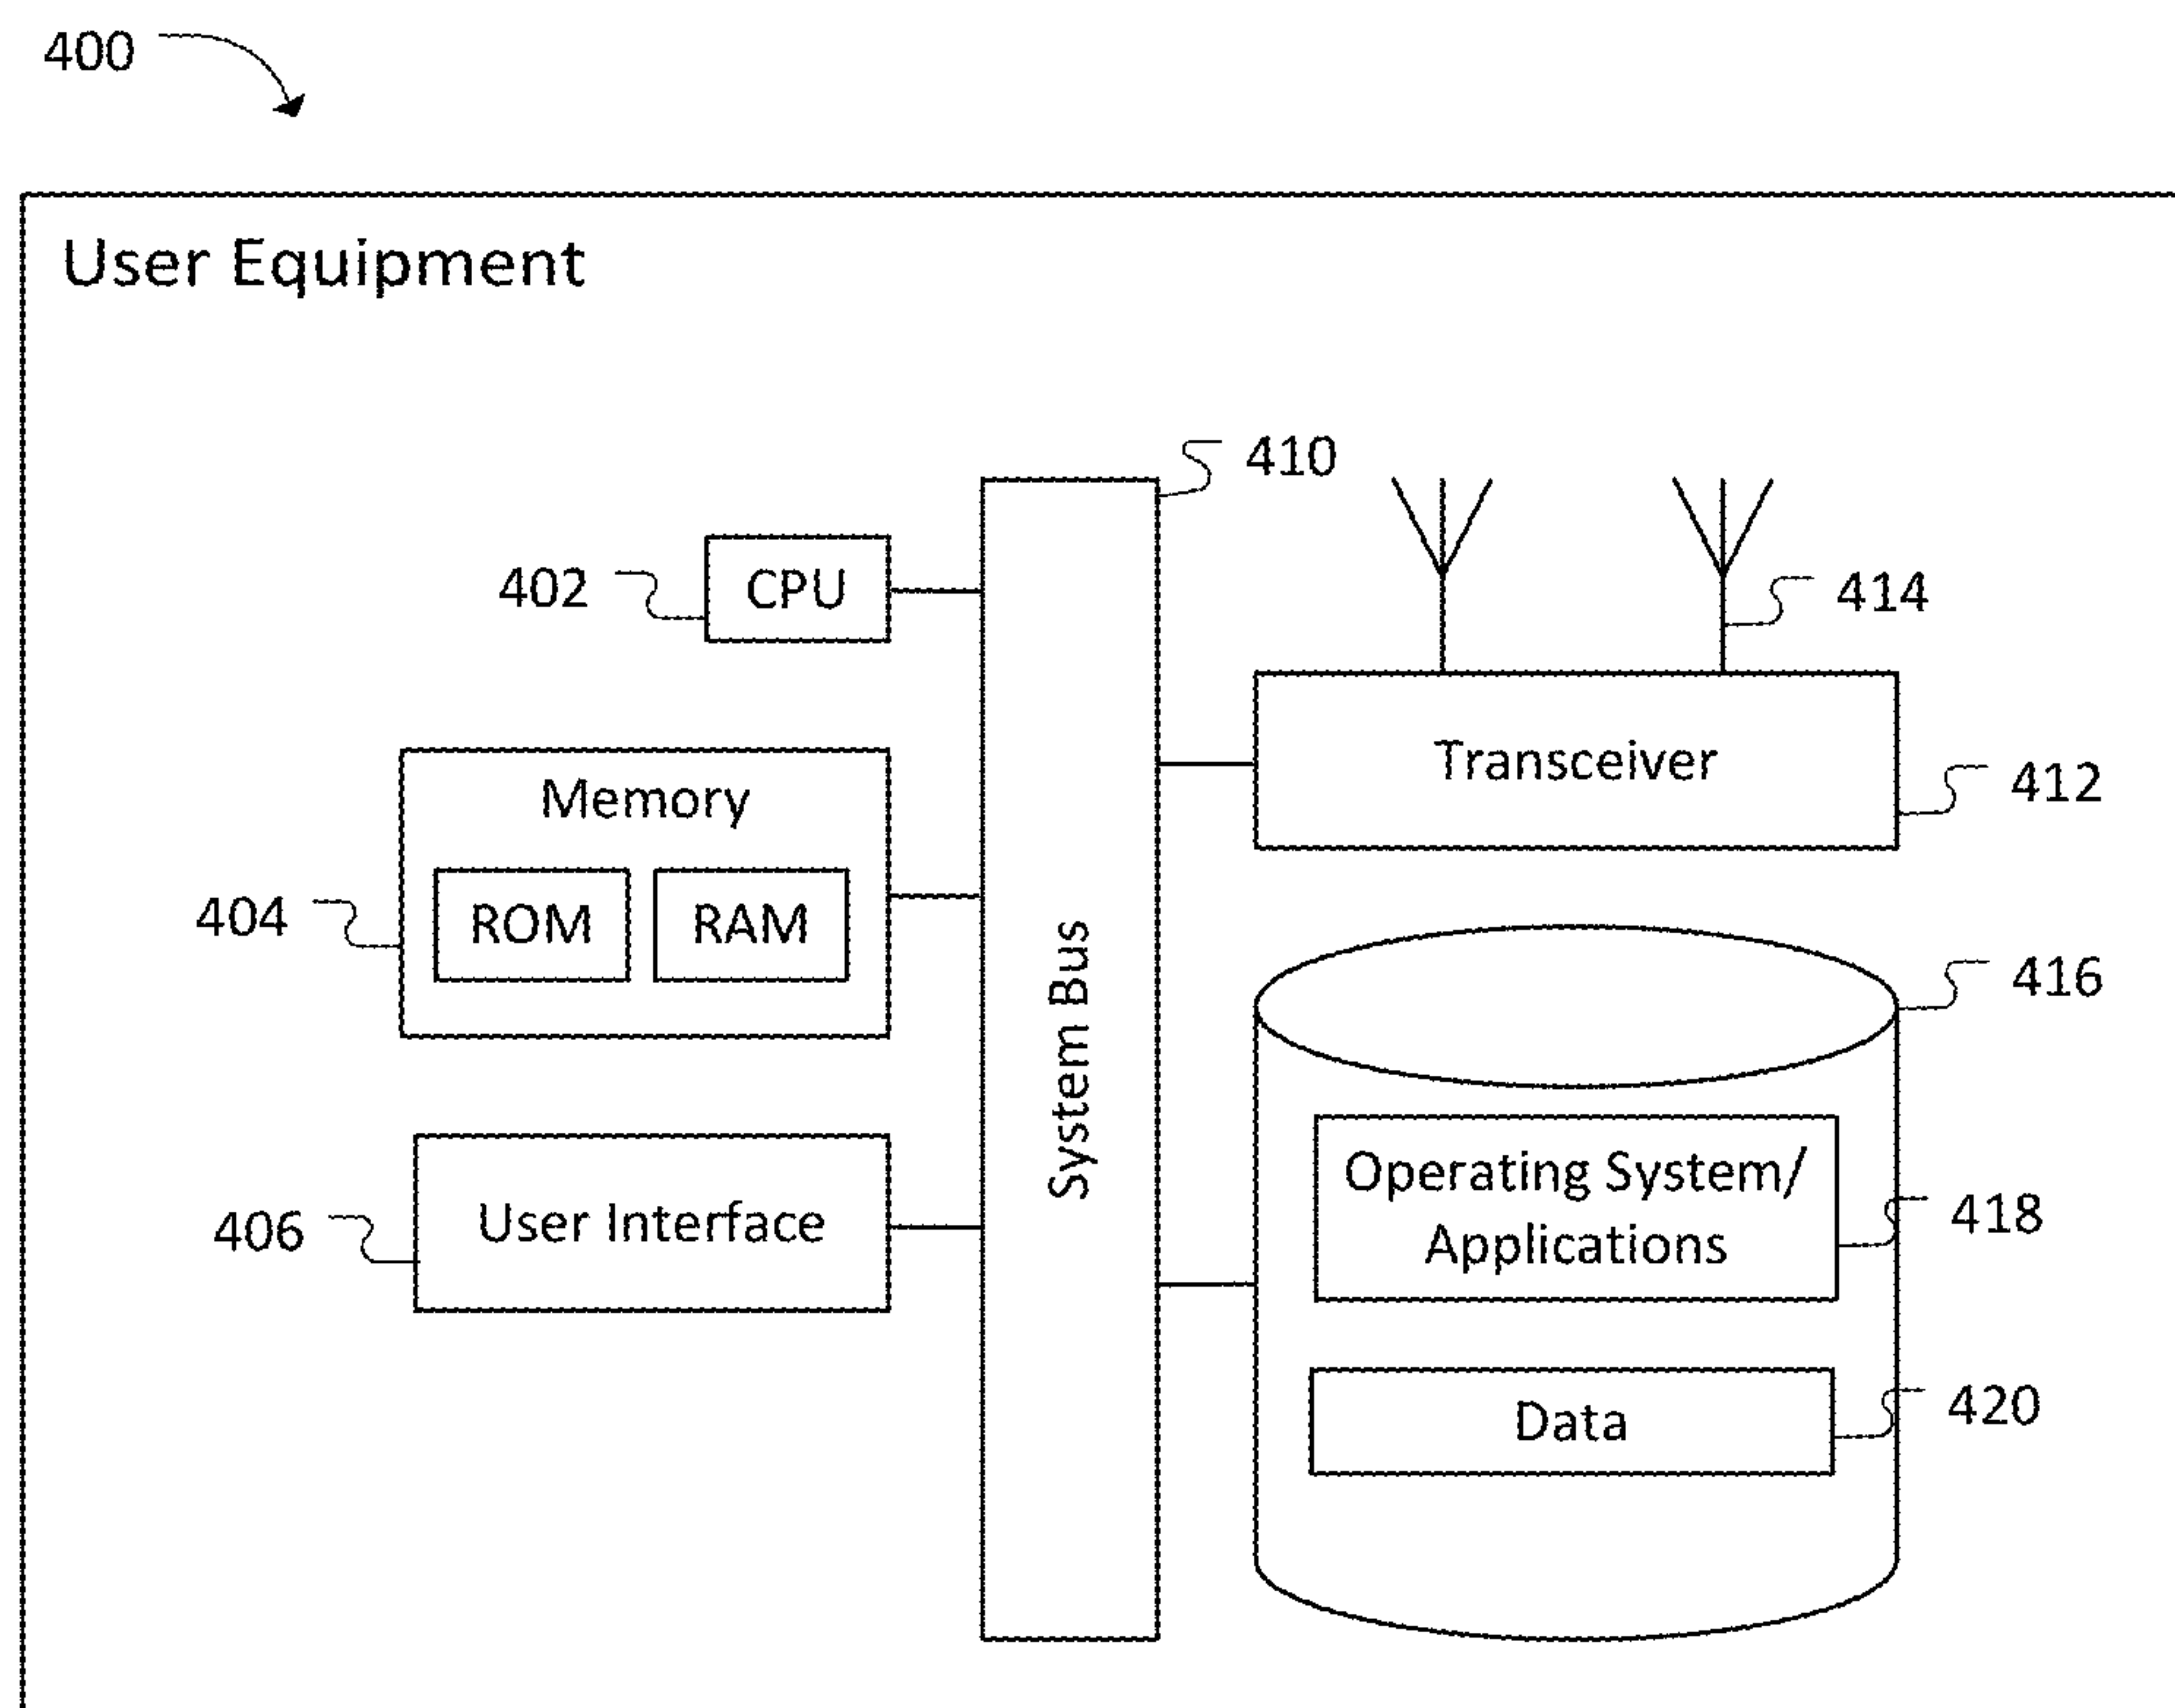 400
User Equipment
410
402
CPU
414
Transceiver
412
Memory
404
ROM
RAM
416
System Bus
406
User Interface
Operating System/
Applications
418
Data
420